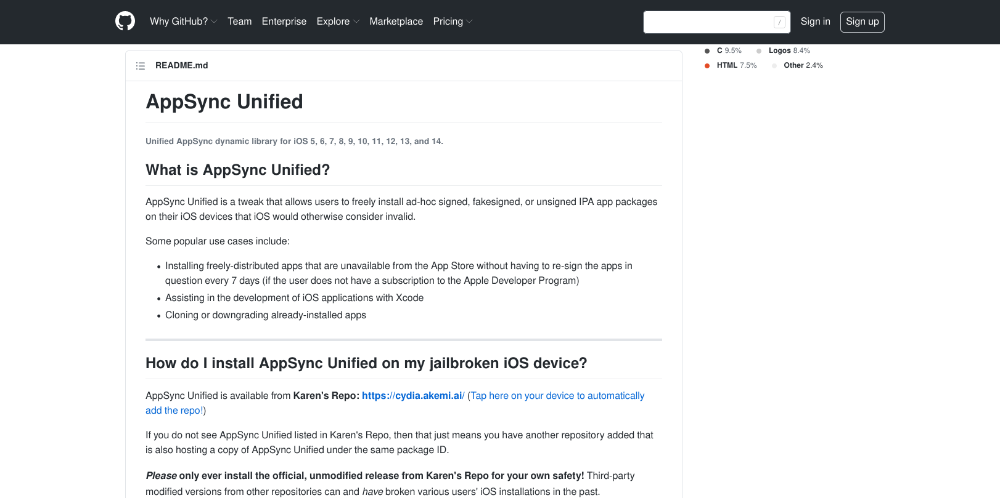 Why GitHub? Team Enterprise Explore Marketplace Pricing / Sign in Sign up
C 9.5% Logos 8.4%
HTML 7.5% Other 2.4%
README.md
AppSync Unified
Unified AppSync dynamic library for iOS 5, 6, 7, 8, 9, 10, 11, 12, 13, and 14.
What is AppSync Unified?
AppSync Unified is a tweak that allows users to freely install ad-hoc signed, fakesigned, or unsigned IPA app packages
on their iOS devices that iOS would otherwise consider invalid.
Some popular use cases include:
• Installing freely-distributed apps that are unavailable from the App Store without having to re-sign the apps in
question every 7 days (if the user does not have a subscription to the Apple Developer Program)
• Assisting in the development of iOS applications with Xcode
• Cloning or downgrading already-installed apps
How do I install AppSync Unified on my jailbroken iOS device?
AppSync Unified is available from Karen's Repo: https://cydia.akemi.ai/ (Tap here on your device to automatically
add the repo!)
If you do not see AppSync Unified listed in Karen's Repo, then that just means you have another repository added that
is also hosting a copy of AppSync Unified under the same package ID.
Please only ever install the official, unmodified release from Karen's Repo for your own safety! Third-party
modified versions from other repositories can and have broken various users' iOS installations in the past.